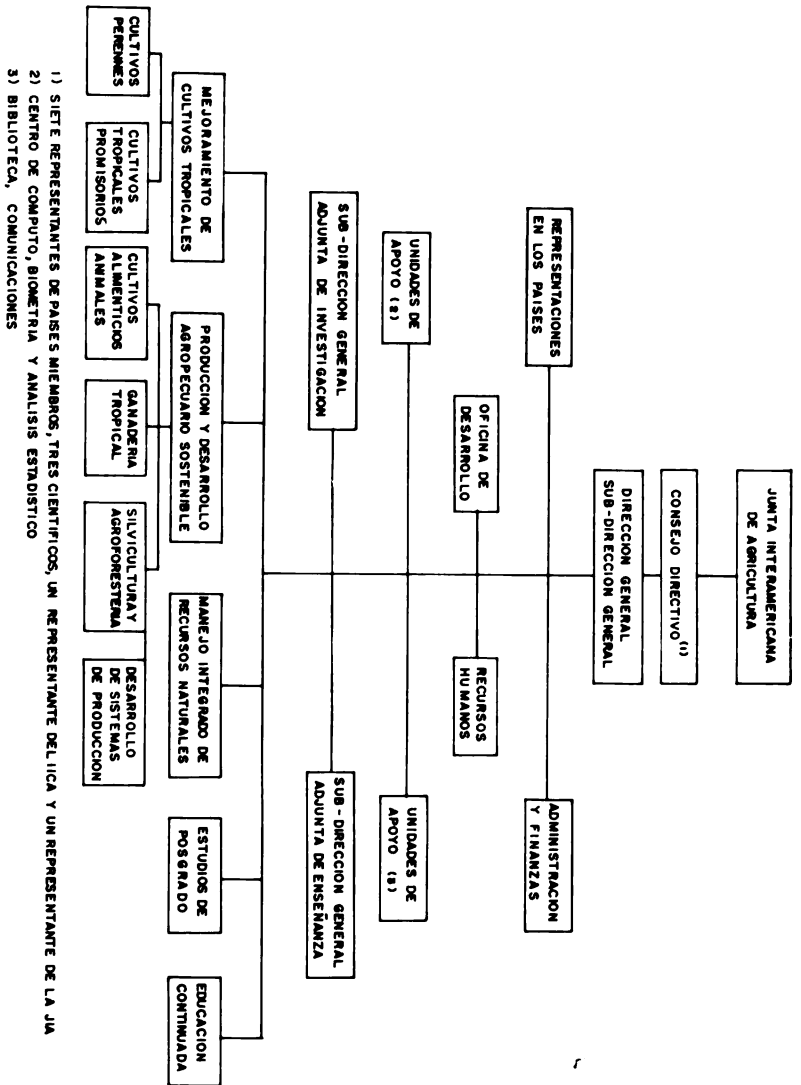 JUNTA INTERAMERICANA
DE AGRICULTURA
CONSEJO DIRECTIVO (1)
DIRECCION GENERAL
SUB-DIRECCION GENERAL
REPRESENTACIONES
EN LOS PAISES
ADMINISTRACION
Y FINANZAS
OFICINA DE
DESARROLLO
RECURSOS
HUMANOS
UNIDADES DE
APOYO (2)
UNIDADES DE
APOYO (3)
SUB-DIRECCION GENERAL
ADJUNTA DE INVESTIGACION
SUB-DIRECCION GENERAL
ADJUNTA DE ENSEÑANZA
MEJORAMIENTO DE
CULTIVOS TROPICALES
PRODUCCION Y DESARROLLO
AGROPECUARIO SOSTENIBLE
MANEJO INTEGRADO DE
RECURSOS NATURALES
ESTUDIOS DE
POSGRADO
EDUCACION
CONTINUADA
CULTIVOS
PERENNES
CULTIVOS
TROPICALES
PROMISORIOS
CULTIVOS
ALIMENTICIOS
ANIMALES
GANADERIA
TROPICAL
SILVICULTURA Y
AGROFORESTERIA
DESARROLLO
DE SISTEMAS
DE PRODUCCION
1) SIETE REPRESENTANTES DE PAISES MIEMBROS, TRES CIENTIFICOS, UN REPRESENTANTE DEL IICA Y UN REPRESENTANTE DE LA JIA
2) CENTRO DE COMPUTO, BIOMETRIA Y ANALISIS ESTADISTICO
3) BIBLIOTECA, COMUNICACIONES